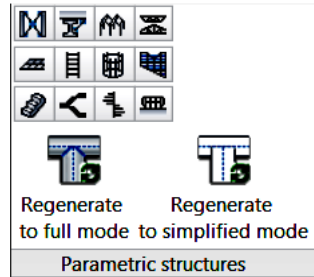 Regenerate Regenerate
to full mode to simplified mode
Parametric structures